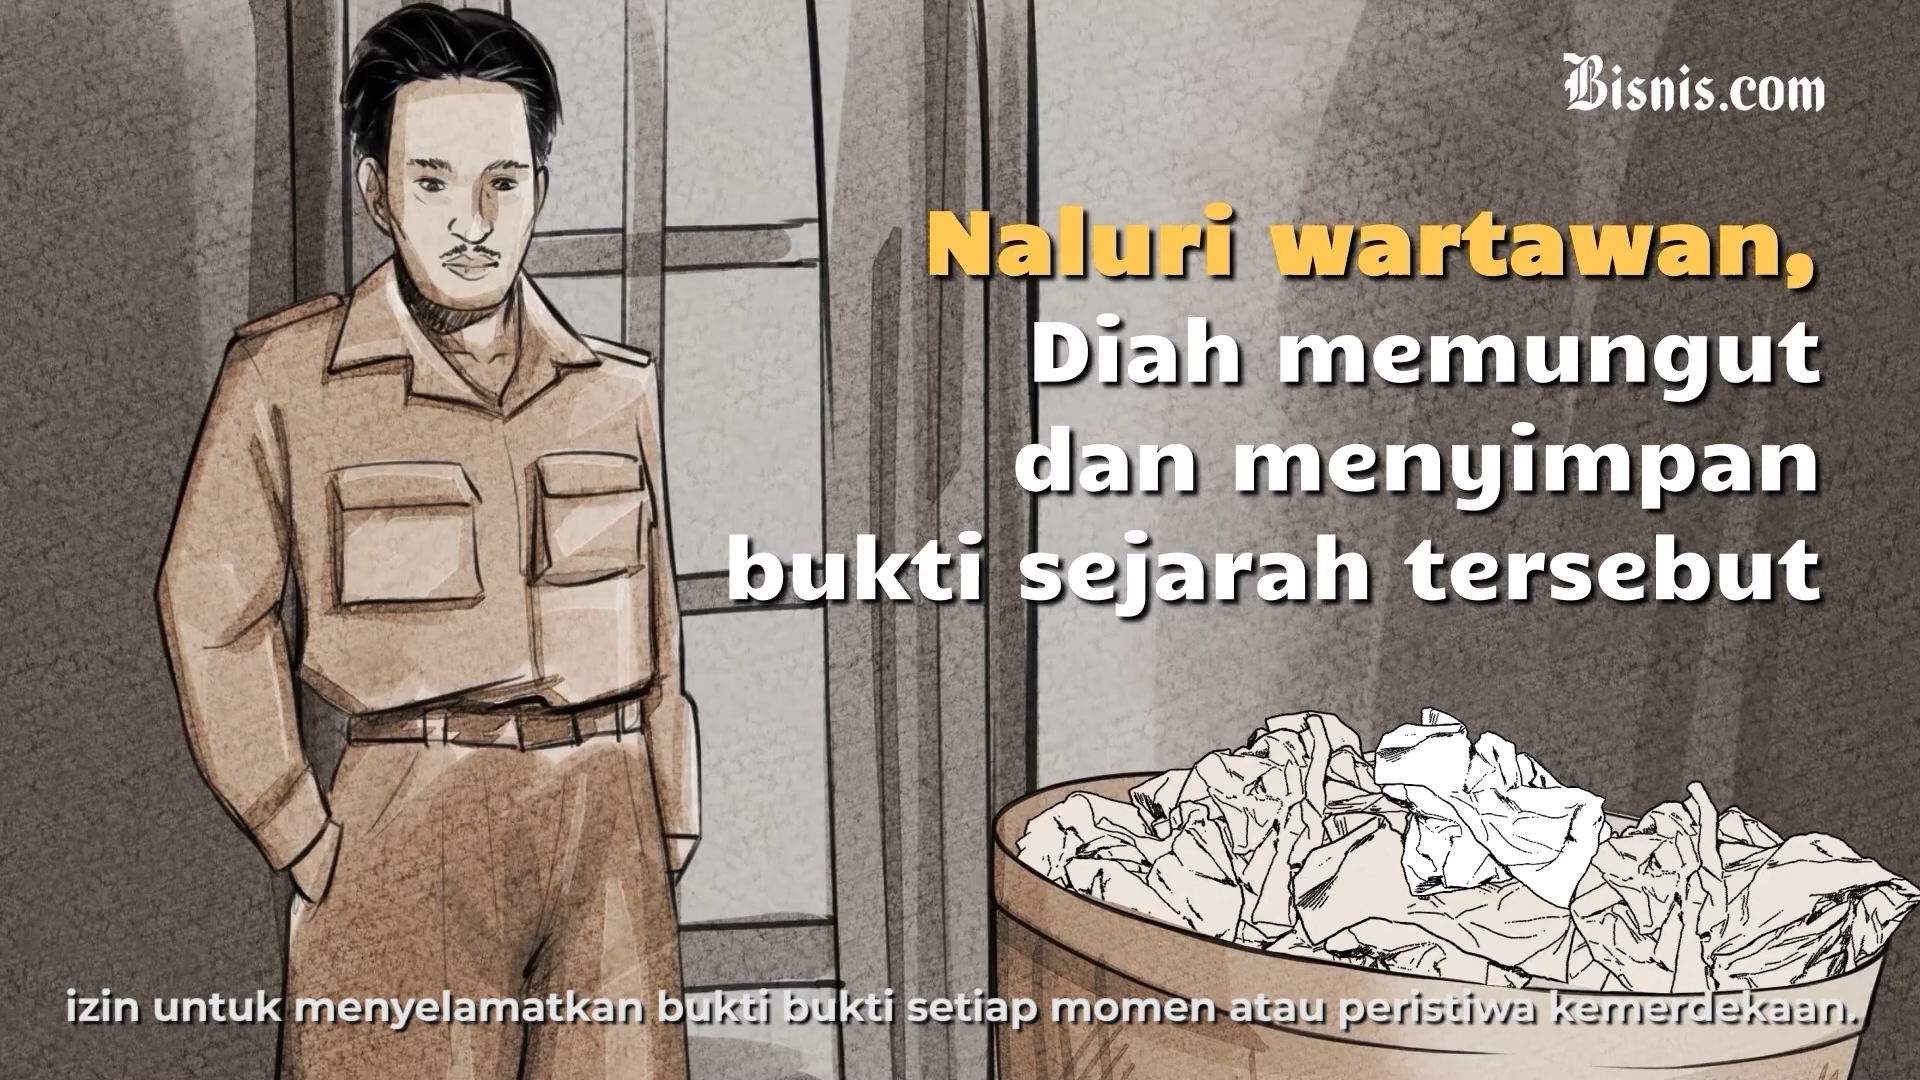 Bisnis.com
Naluri wartawan,
Diah memungut
dan menyimpan
bukti sejarah tersebut
izin untuk menyelamatkan bukti bukti setiap momen atau peristiwa kemerdekaan.